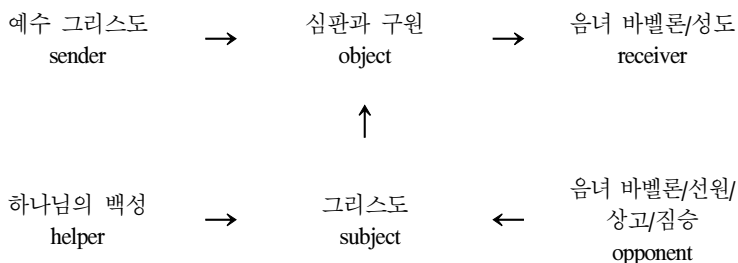 예수 그리스도 → 심판과 구원 → 음녀 바벨론/성도
sender object receiver
↑
음녀 바벨론/선원/
하나님의 백성 → 그리스도 ← 상고/짐승
helper subject opponent